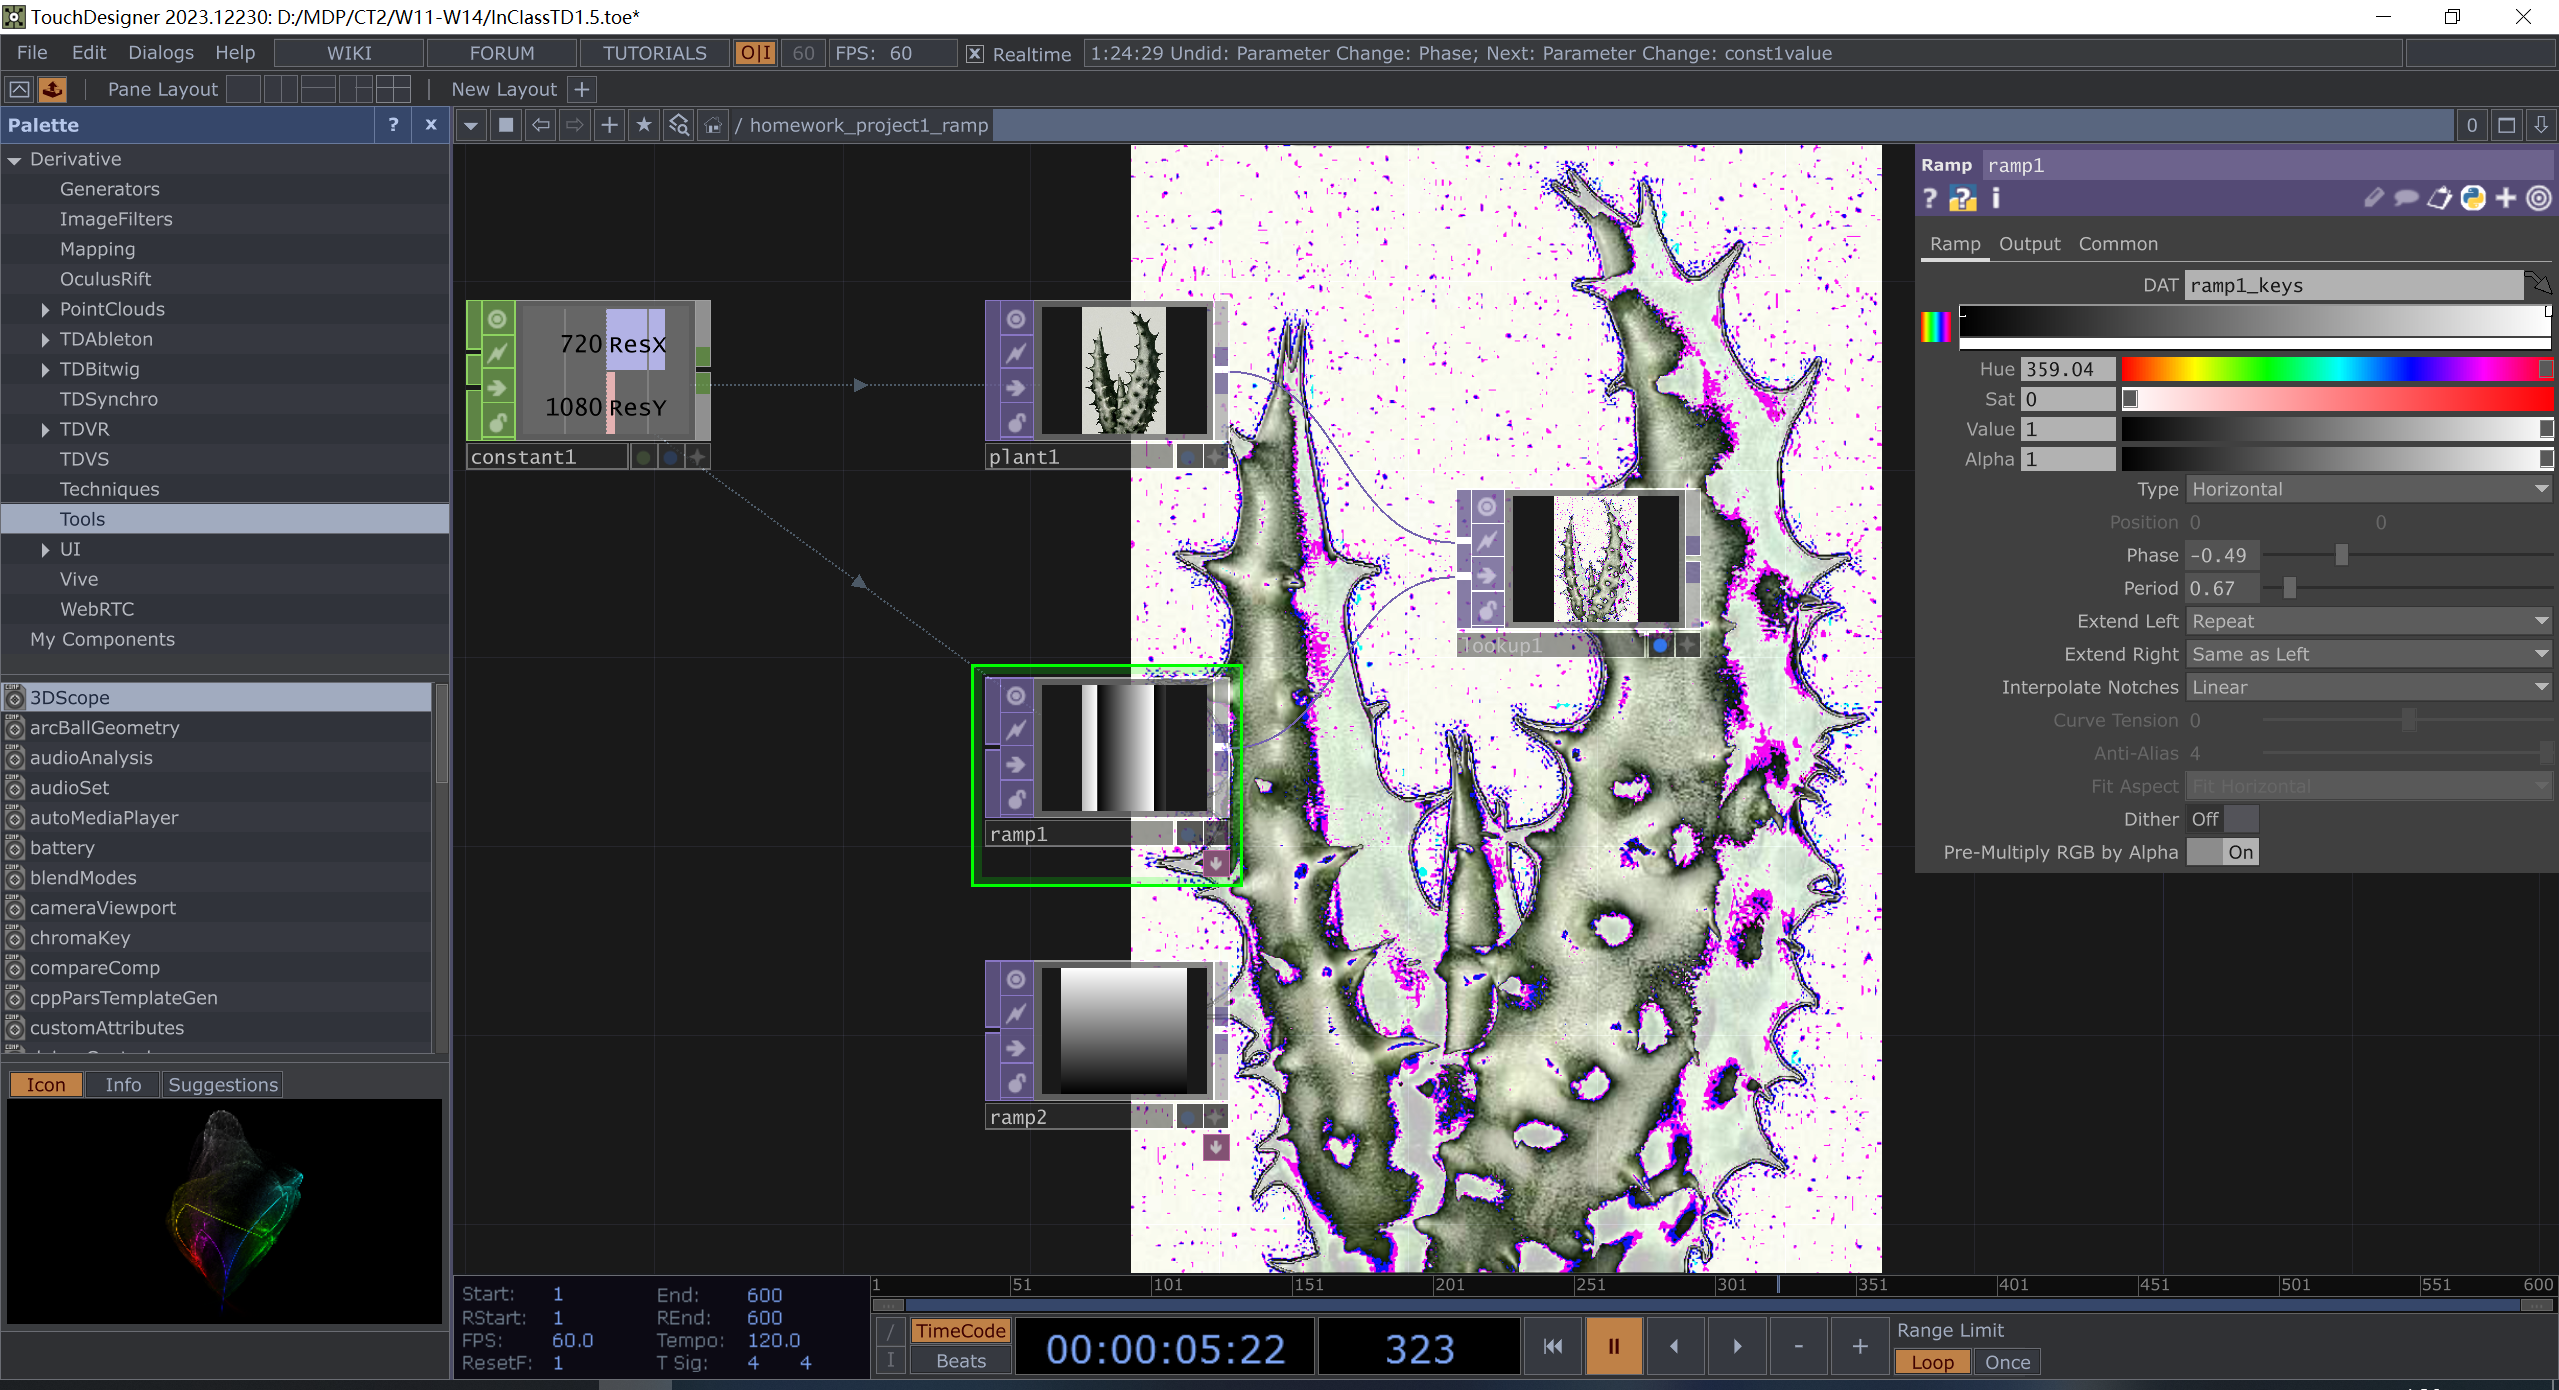 TouchDesigner 2023.12230: D:/MDP/CT2/W11-W14/InClassTD1.5.toe*
File Edit Dialogs Help WIKI FORUM TUTORIALS O|I 60 FPS: 60 Realtime 1:24:29 Undid: Parameter Change: Phase; Next: Parameter Change: const1value
Pane Layout New Layout
Palette ? x / homework_project1_ramp 0
Derivative
Generators
ImageFilters
Mapping
OculusRift
PointClouds
TDAbleton
TDBitwig
TDSynchro
TDVR
TDVS
Techniques
Tools
UI
Vive
WebRTC
My Components
3DScope
arcBallGeometry
audioAnalysis
audioSet
autoMediaPlayer
battery
blendModes
cameraViewport
chromaKey
compareComp
cppParsTemplateGen
customAttributes
Icon Info Suggestions
720 ResX
1080 ResY
constant1
plant1
lookup1
ramp1
ramp2
Ramp ramp1
Ramp Output Common
DAT ramp1_keys
Hue 359.04
Sat 0
Value 1
Alpha 1
Type Horizontal
Position 0 0
Phase -0.49
Period 0.67
Extend Left Repeat
Extend Right Same as Left
Interpolate Notches Linear
Curve Tension 0
Anti-Alias 4
Fit Aspect Fit Horizontal
Dither Off
Pre-Multiply RGB by Alpha On
1 51 101 151 201 251 301 351 401 451 501 551 600
Start: 1 End: 600
RStart: 1 REnd: 600
FPS: 60.0 Tempo: 120.0
ResetF: 1 T Sig: 4 4
TimeCode
Beats
00:00:05:22 323
Range Limit
Loop Once